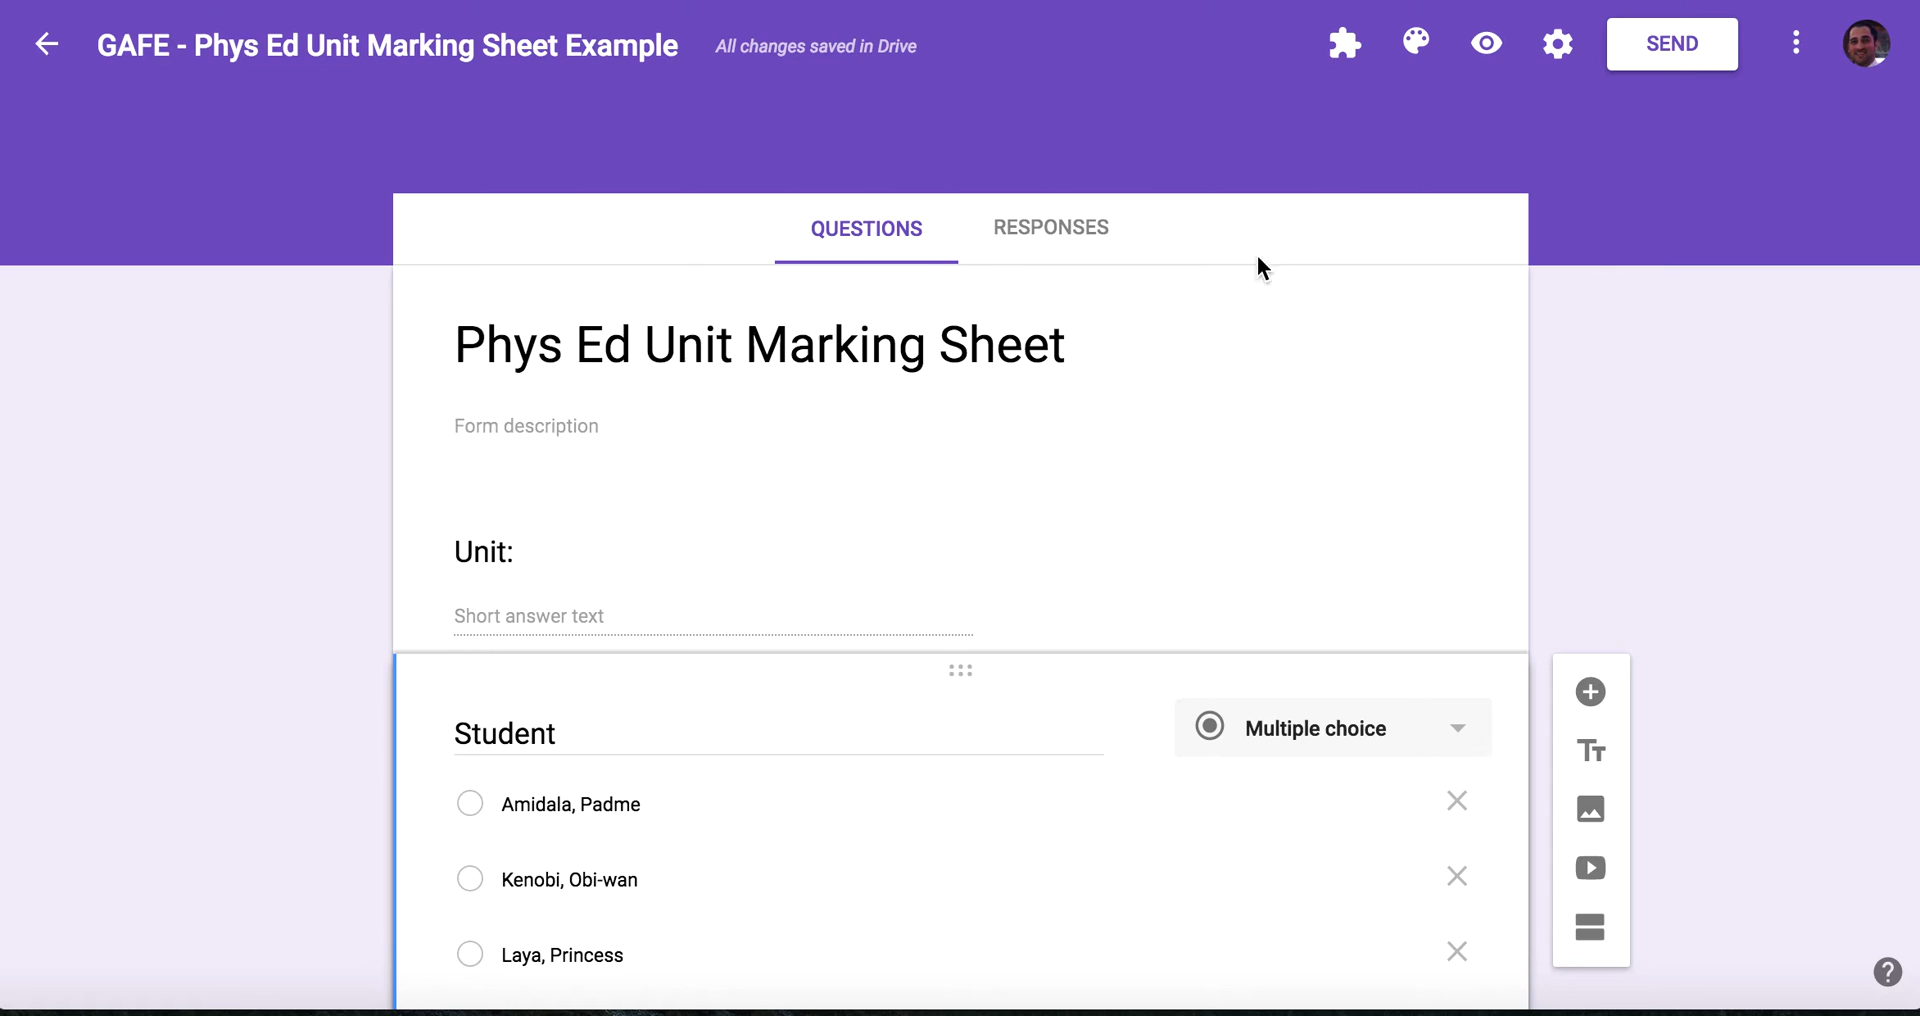 GAFE - Phys Ed Unit Marking Sheet Example
All changes saved in Drive
SEND
QUESTIONS
RESPONSES
Phys Ed Unit Marking Sheet
Form description
Unit:
Short answer text
Student
Multiple choice
Amidala, Padme
Kenobi, Obi-wan
Laya, Princess